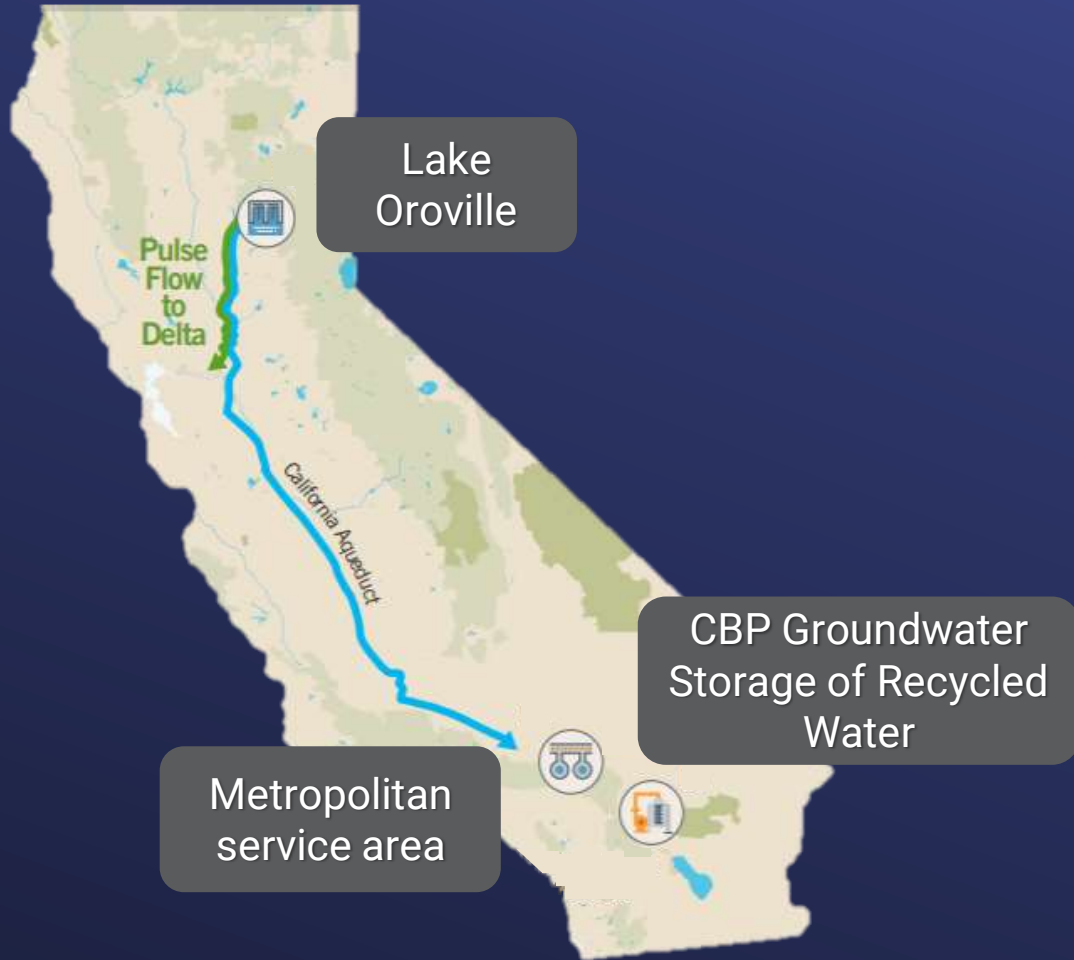 Lake
Oroville
Pulse
Flow
to
Delta
California Aqueduct
CBP Groundwater
Storage of Recycled
Water
Metropolitan
service area